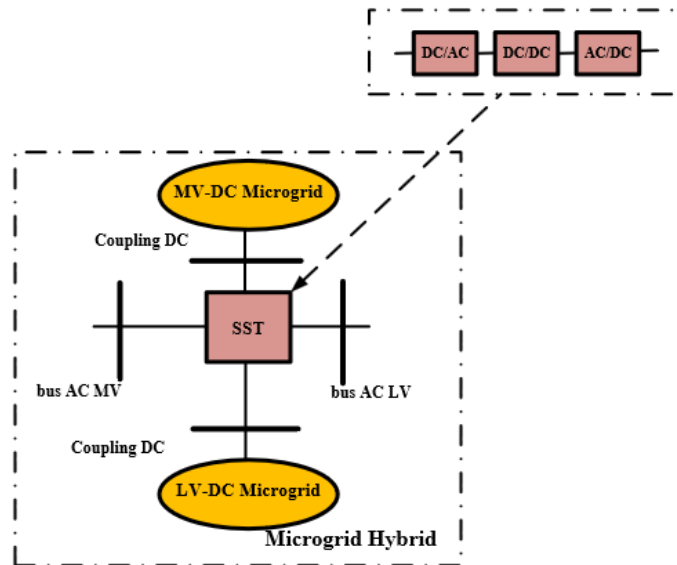 DC/AC DC/DC AC/DC
MV-DC Microgrid
Coupling DC
SST
bus AC MV
bus AC LV
Coupling DC
LV-DC Microgrid
Microgrid Hybrid